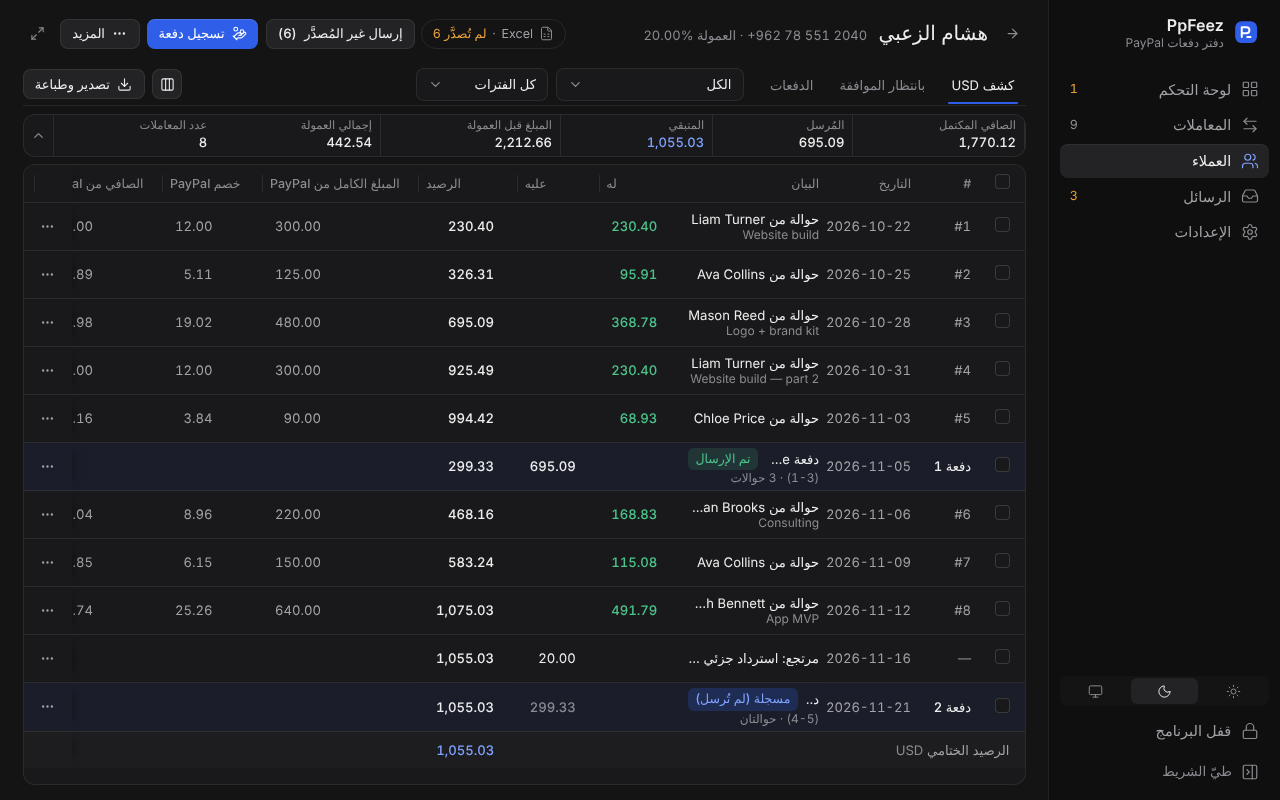 PpFeez
دفتر دفعات PayPal
لوحة التحكم 1
المعاملات 9
العملاء
الرسائل 3
الإعدادات
قفل البرنامج
طيّ الشريط
هشام الزعبي
+962 78 551 2040 · العمولة 20.00%
Excel · لم تُصدَّر 6
إرسال غير المُصدَّر (6)
تسجيل دفعة
المزيد
كشف USD
بانتظار الموافقة
الدفعات
الكل
كل الفترات
تصدير وطباعة
الصافي المكتمل
1,770.12
المُرسل
695.09
المتبقي
1,055.03
المبلغ قبل العمولة
2,212.66
إجمالي العمولة
442.54
عدد المعاملات
8
# التاريخ البيان له عليه الرصيد المبلغ الكامل من PayPal خصم PayPal الصافي من al
#1 2026-10-22 حوالة من Liam Turner 230.40 230.40 300.00 12.00 .00
Website build
#2 2026-10-25 حوالة من Ava Collins 95.91 326.31 125.00 5.11 .89
#3 2026-10-28 حوالة من Mason Reed 368.78 695.09 480.00 19.02 .98
Logo + brand kit
#4 2026-10-31 حوالة من Liam Turner 230.40 925.49 300.00 12.00 .00
Website build — part 2
#5 2026-11-03 حوالة من Chloe Price 68.93 994.42 90.00 3.84 .16
دفعة 1 2026-11-05 دفعة e... تم الإرسال 695.09 299.33
(1-3) · 3 حوالات
#6 2026-11-06 حوالة من an Brooks... 168.83 468.16 220.00 8.96 .04
Consulting
#7 2026-11-09 حوالة من Ava Collins 115.08 583.24 150.00 6.15 .85
#8 2026-11-12 حوالة من h Bennett... 491.79 1,075.03 640.00 25.26 .74
App MVP
— 2026-11-16 مرتجع: استرداد جزئي ... 20.00 1,055.03
دفعة 2 2026-11-21 د.. مسجلة (لم تُرسل) 299.33 1,055.03
(4-5) · حوالتان
الرصيد الختامي USD 1,055.03